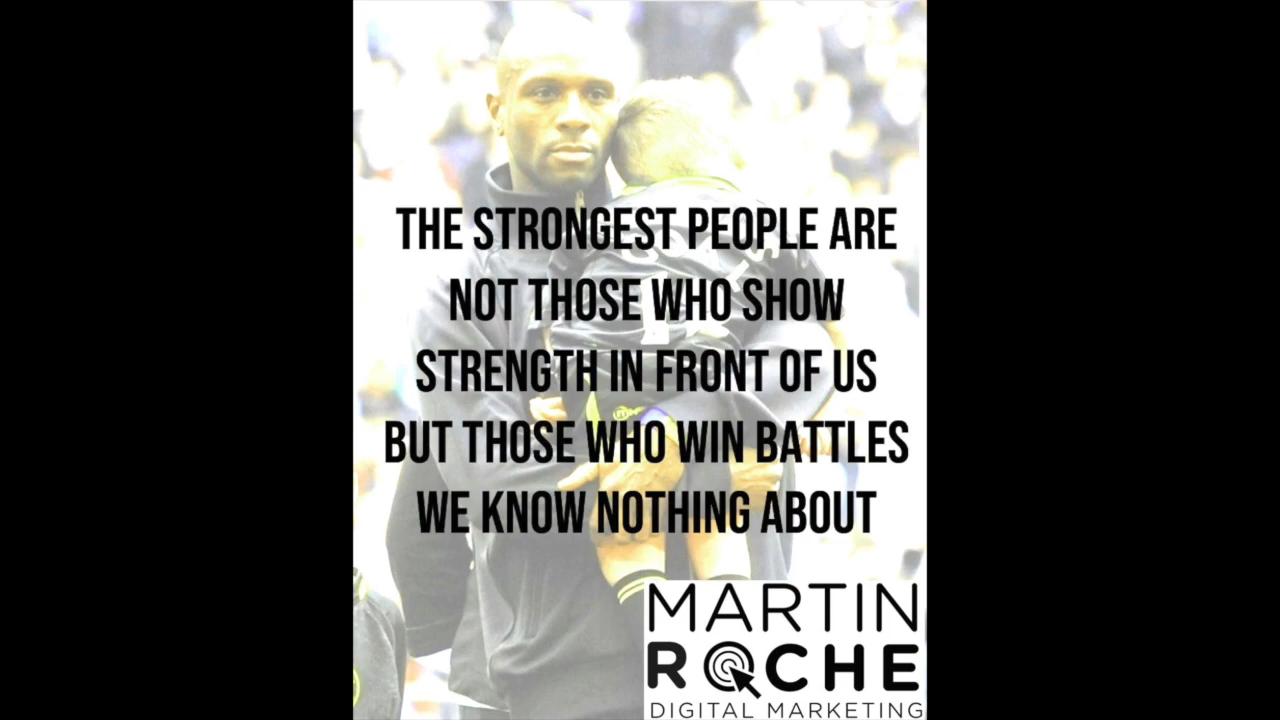 THE STRONGEST PEOPLE ARE
NOT THOSE WHO SHOW
STRENGTH IN FRONT OF US
BUT THOSE WHO WIN BATTLES
WE KNOW NOTHING ABOUT
MARTIN
ROCHE
DIGITAL MARKETING